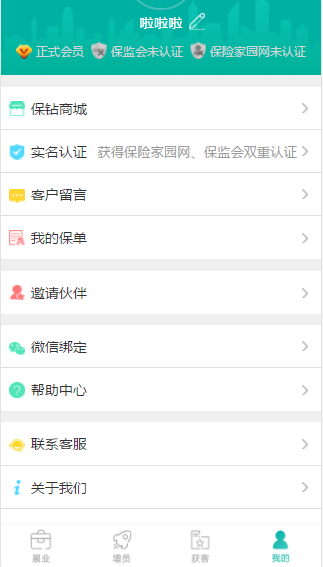 啦啦啦
正式会员 保监会未认证 保险家园网未认证
保钻商城
实名认证 获得保险家园网、保监会双重认证
客户留言
我的保单
邀请伙伴
微信绑定
帮助中心
联系客服
关于我们
展业 增员 获客 我的